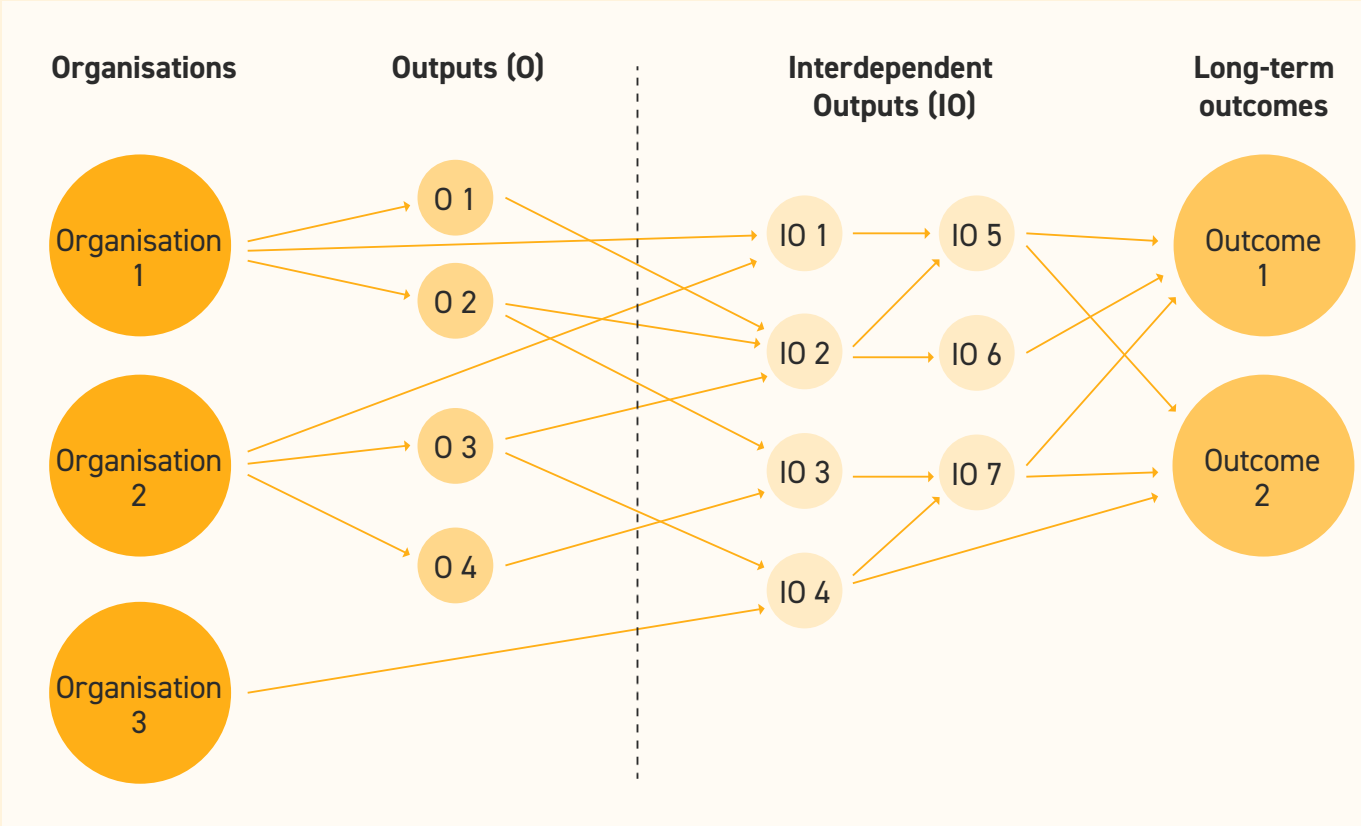 Organisations
Outputs (O)
Interdependent
Outputs (IO)
Long-term
outcomes
Organisation
1
Organisation
2
Organisation
3
O 1
O 2
O 3
O 4
IO 1
IO 2
IO 3
IO 4
IO 5
IO 6
IO 7
Outcome
1
Outcome
2